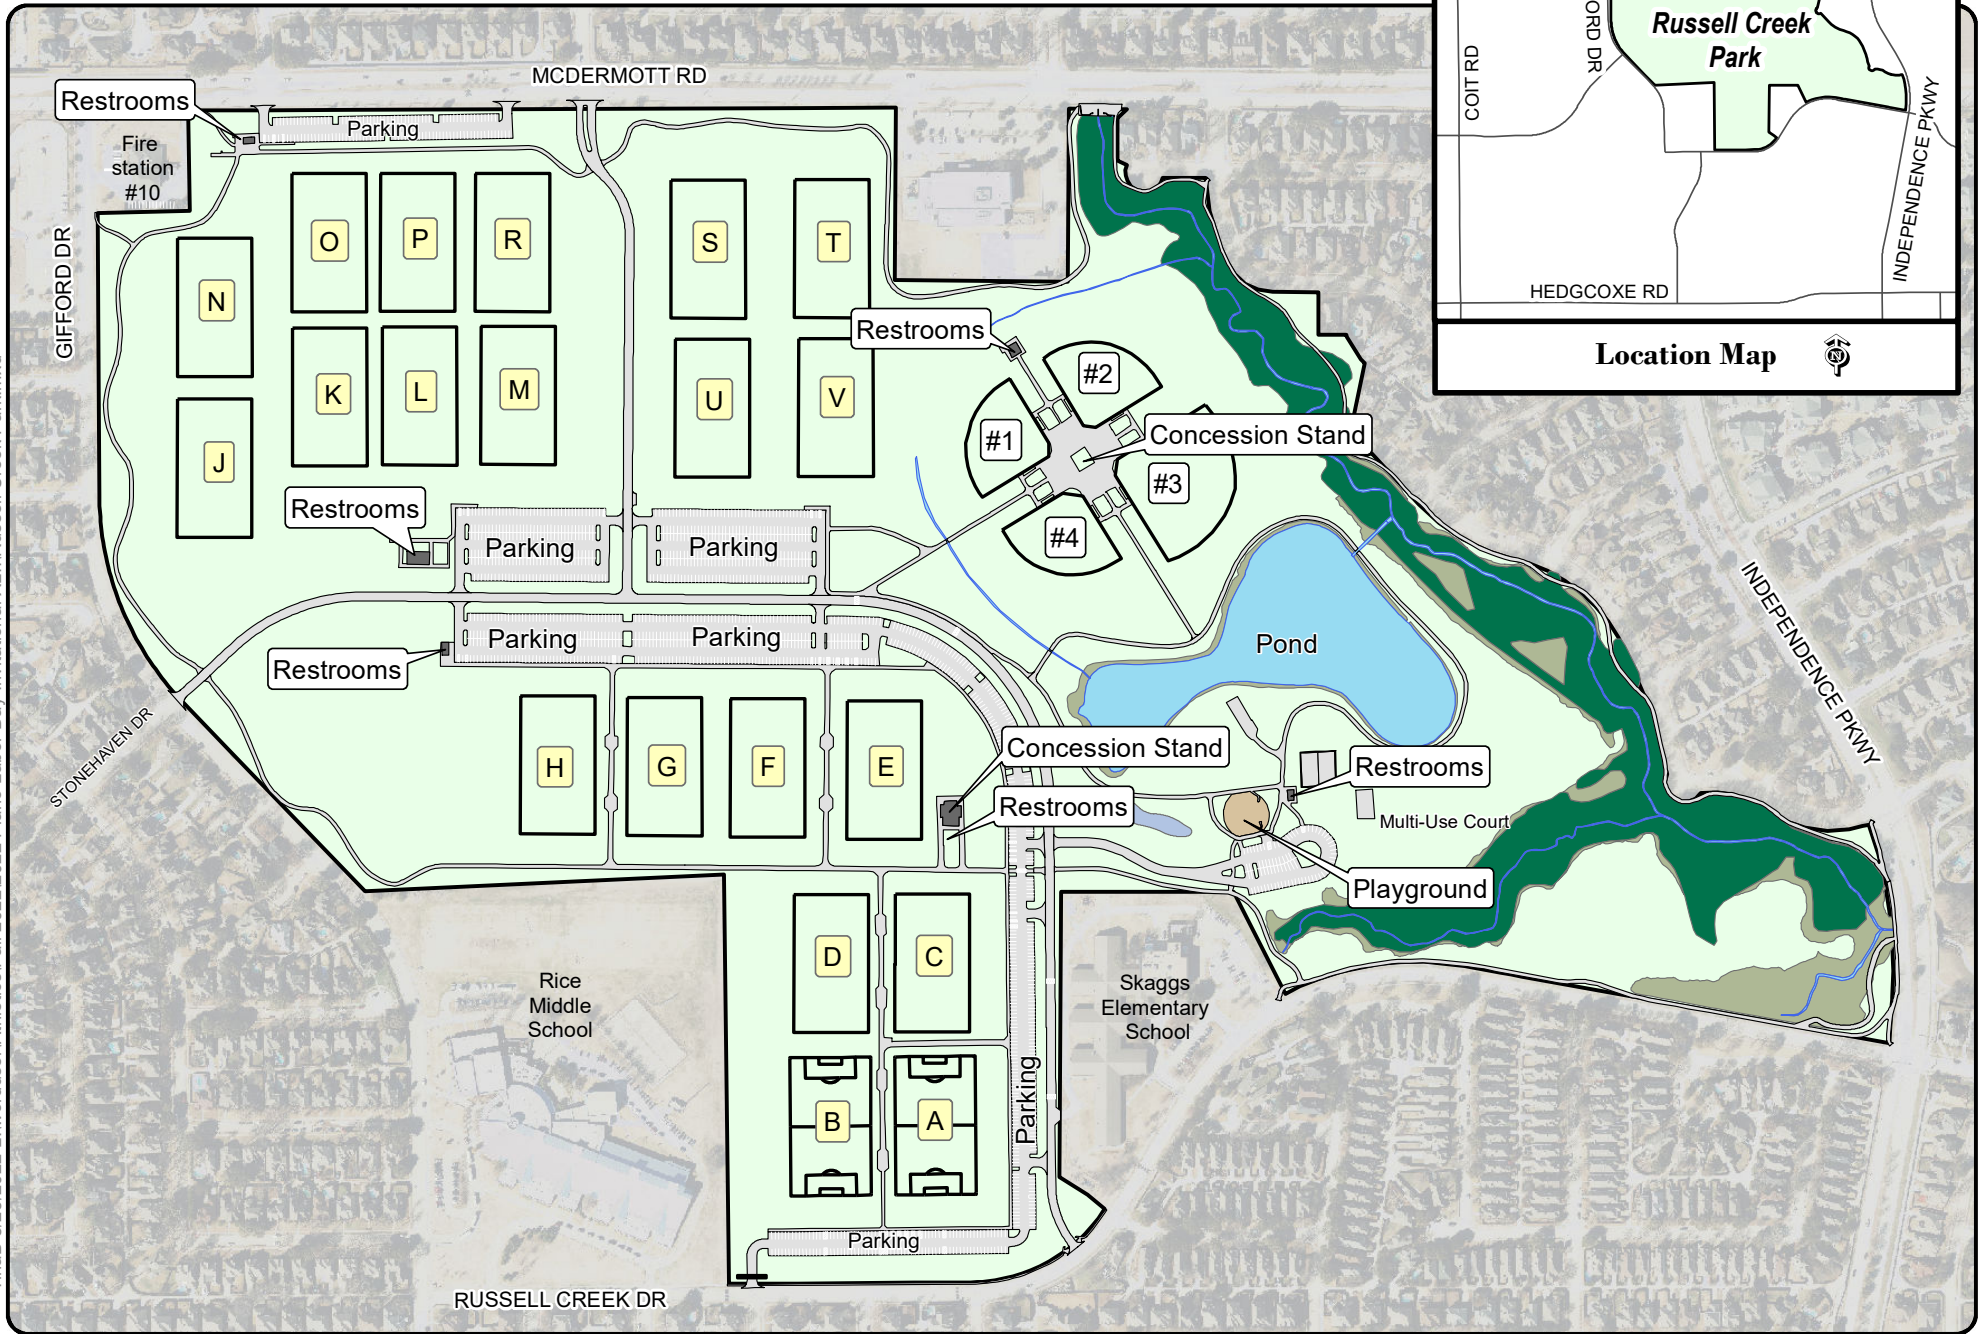 MCDERMOTT RD
Restrooms
Parking
Fire
station
#10
GIFFORD DR
O
P
R
S
T
N
K
L
M
U
V
J
Restrooms
#2
#1
Concession Stand
#3
#4
Restrooms
Parking
Parking
Parking
Parking
Restrooms
Pond
STONEHAVEN DR
H
G
F
E
Concession Stand
Restrooms
Restrooms
Multi-Use Court
Playground
INDEPENDENCE PKWY
D
C
B
A
Parking
Parking
Rice
Middle
School
Skaggs
Elementary
School
RUSSELL CREEK DR
Russell Creek
Park
COIT RD
ORD DR
INDEPENDENCE PKWY
HEDGCOXE RD
Location Map
N